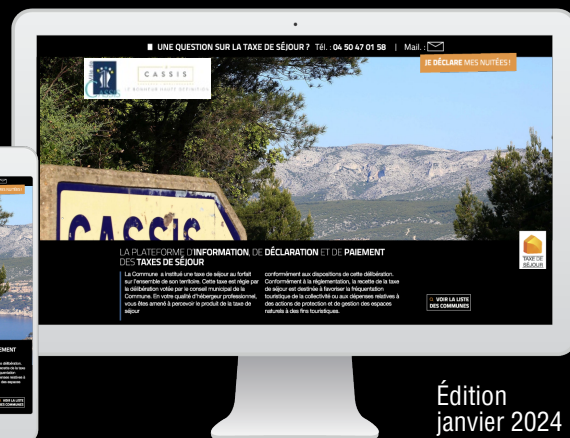 UNE QUESTION SUR LA TAXE DE SÉJOUR ? Tél. : 04 50 47 01 58 | Mail. :
JE DÉCLARE MES NUITÉES !
CASSIS
LE BONHEUR HAUTE DÉFINITION
CASSIS
LA PLATEFORME D'INFORMATION, DE DÉCLARATION ET DE PAIEMENT
DES TAXES DE SÉJOUR
La Commune a institué une taxe de séjour au forfait
sur l'ensemble de son territoire. Cette taxe est régie par
la délibération votée par le conseil municipal de la
Commune. En votre qualité d'hébergeur professionnel,
vous êtes amené à percevoir le produit de la taxe de
séjour
conformément aux dispositions de cette délibération.
Conformément à la réglementation, la recette de la taxe
de séjour est destinée à favoriser la fréquentation
touristique de la collectivité ou aux dépenses relatives à
des actions de protection et de gestion des espaces
naturels à des fins touristiques.
TAXE DE
SÉJOUR
VOIR LA LISTE
DES COMMUNES
EMENT
VOIR LA LISTE
DES COMMUNES
Édition
janvier 2024